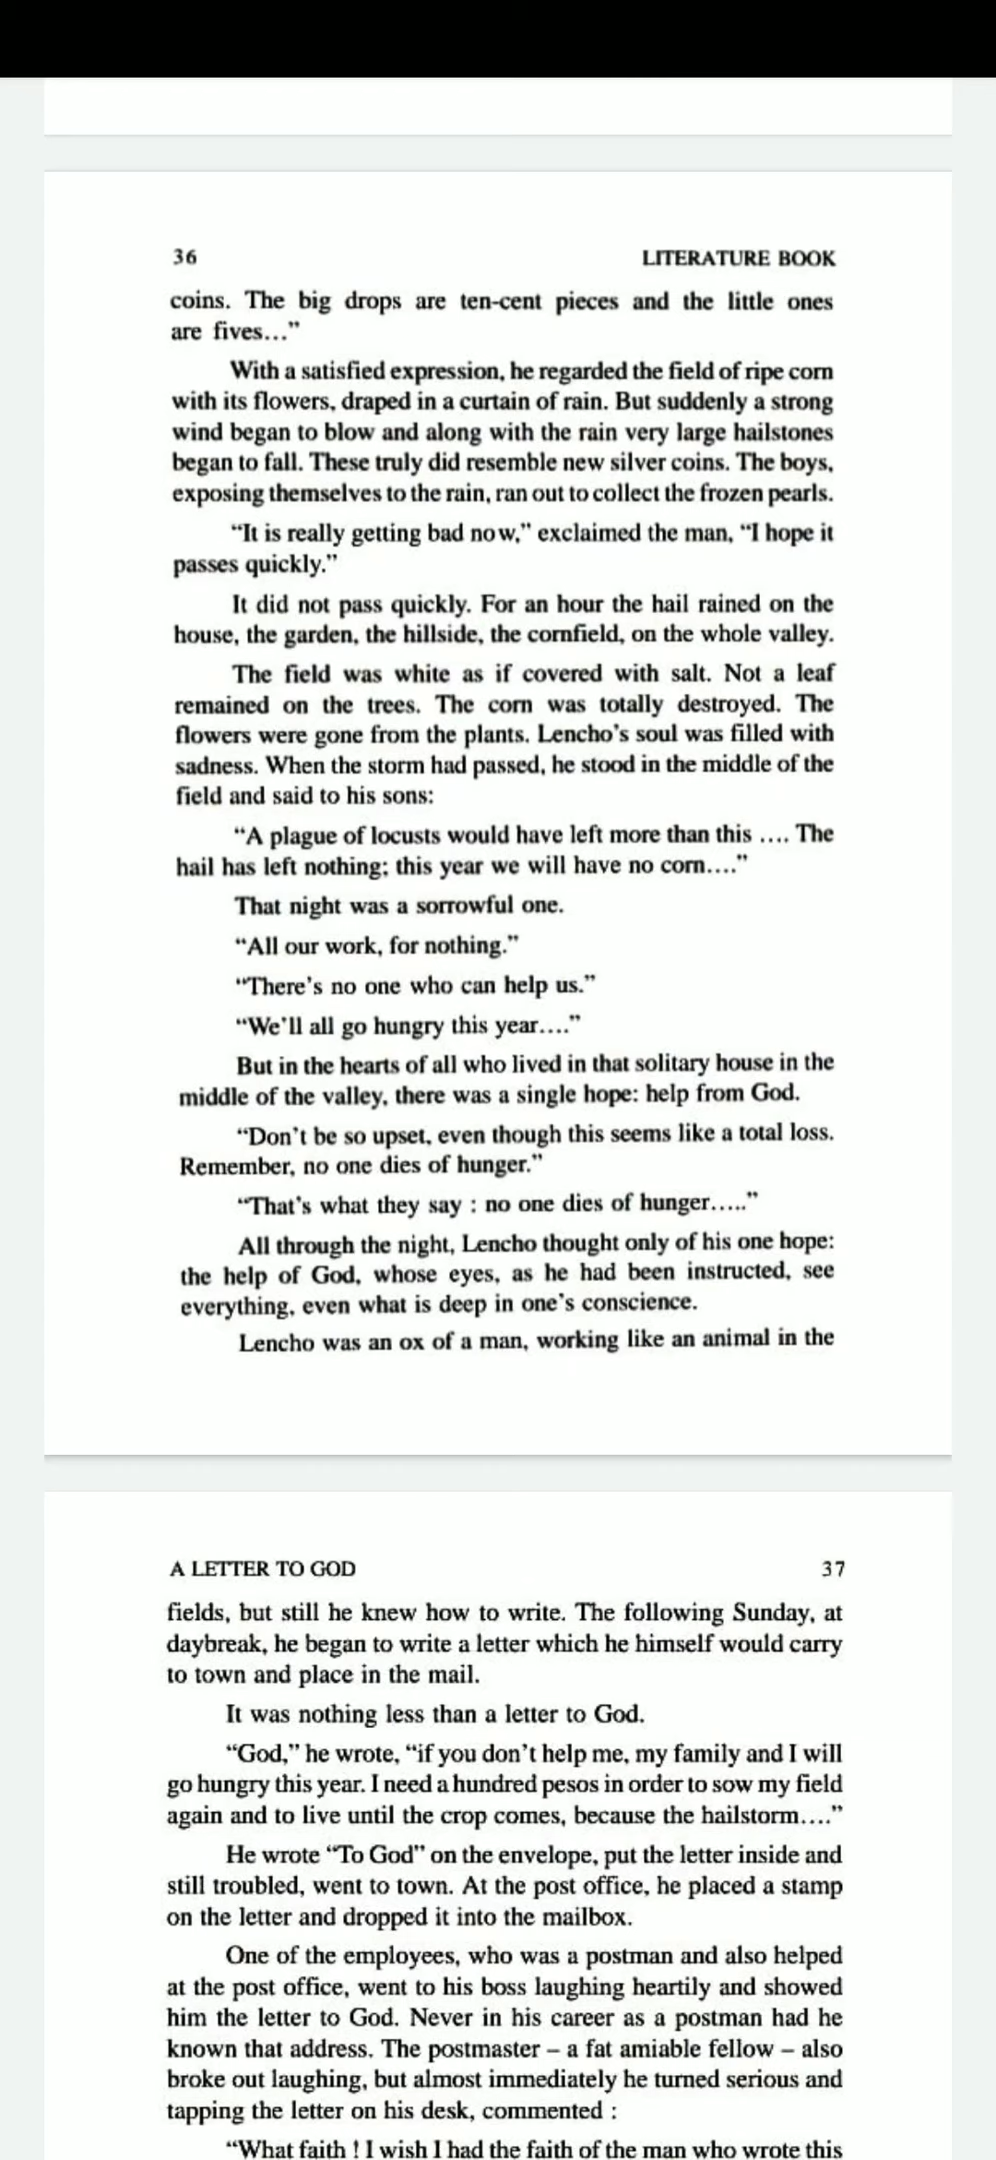 36 LITERATURE BOOK
coins. The big drops are ten-cent pieces and the little ones
are fives...”
With a satisfied expression, he regarded the field of ripe corn
with its flowers, draped in a curtain of rain. But suddenly a strong
wind began to blow and along with the rain very large hailstones
began to fall. These truly did resemble new silver coins. The boys,
exposing themselves to the rain, ran out to collect the frozen pearls.
“It is really getting bad now,” exclaimed the man, “I hope it
passes quickly.”
It did not pass quickly. For an hour the hail rained on the
house, the garden, the hillside, the cornfield, on the whole valley.
The field was white as if covered with salt. Not a leaf
remained on the trees. The corn was totally destroyed. The
flowers were gone from the plants. Lencho’s soul was filled with
sadness. When the storm had passed, he stood in the middle of the
field and said to his sons:
“A plague of locusts would have left more than this .... The
hail has left nothing; this year we will have no corn....”
That night was a sorrowful one.
“All our work, for nothing.”
“There’s no one who can help us.”
“We’ll all go hungry this year....”
But in the hearts of all who lived in that solitary house in the
middle of the valley, there was a single hope: help from God.
“Don’t be so upset, even though this seems like a total loss.
Remember, no one dies of hunger.”
“That’s what they say : no one dies of hunger.....”
All through the night, Lencho thought only of his one hope:
the help of God, whose eyes, as he had been instructed, see
everything, even what is deep in one’s conscience.
Lencho was an ox of a man, working like an animal in the
A LETTER TO GOD 37
fields, but still he knew how to write. The following Sunday, at
daybreak, he began to write a letter which he himself would carry
to town and place in the mail.
It was nothing less than a letter to God.
“God,” he wrote, “if you don’t help me, my family and I will
go hungry this year. I need a hundred pesos in order to sow my field
again and to live until the crop comes, because the hailstorm....”
He wrote “To God” on the envelope, put the letter inside and
still troubled, went to town. At the post office, he placed a stamp
on the letter and dropped it into the mailbox.
One of the employees, who was a postman and also helped
at the post office, went to his boss laughing heartily and showed
him the letter to God. Never in his career as a postman had he
known that address. The postmaster – a fat amiable fellow – also
broke out laughing, but almost immediately he turned serious and
tapping the letter on his desk, commented :
“What faith ! I wish I had the faith of the man who wrote this